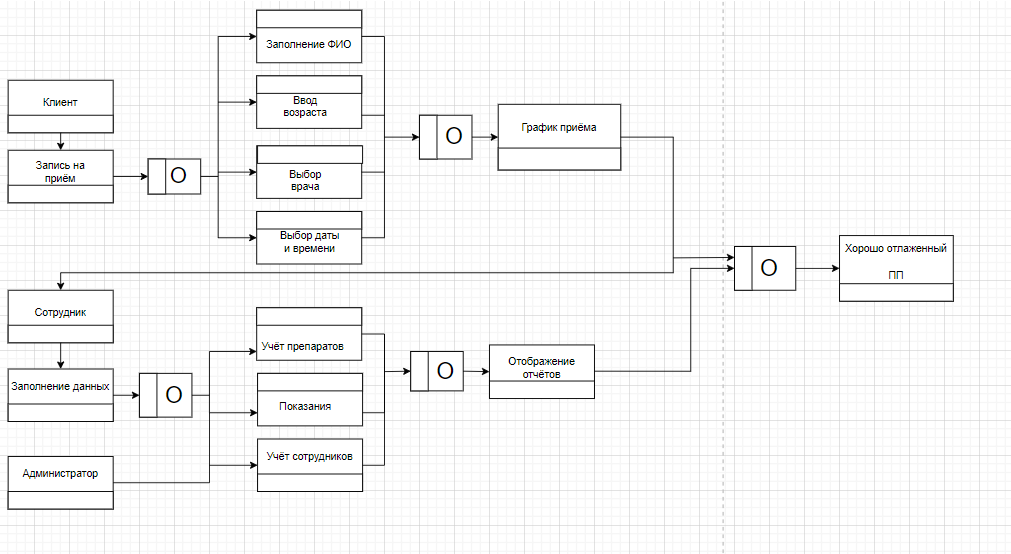 Клиент
Запись на
приём
O
Заполнение ФИО
Ввод
возраста
Выбор
врача
Выбор даты
и времени
O
График приёма
Сотрудник
Заполнение данных
O
Администратор
Учёт препаратов
Показания
Учёт сотрудников
O
Отображение
отчётов
O
Хорошо отлаженный
ПП